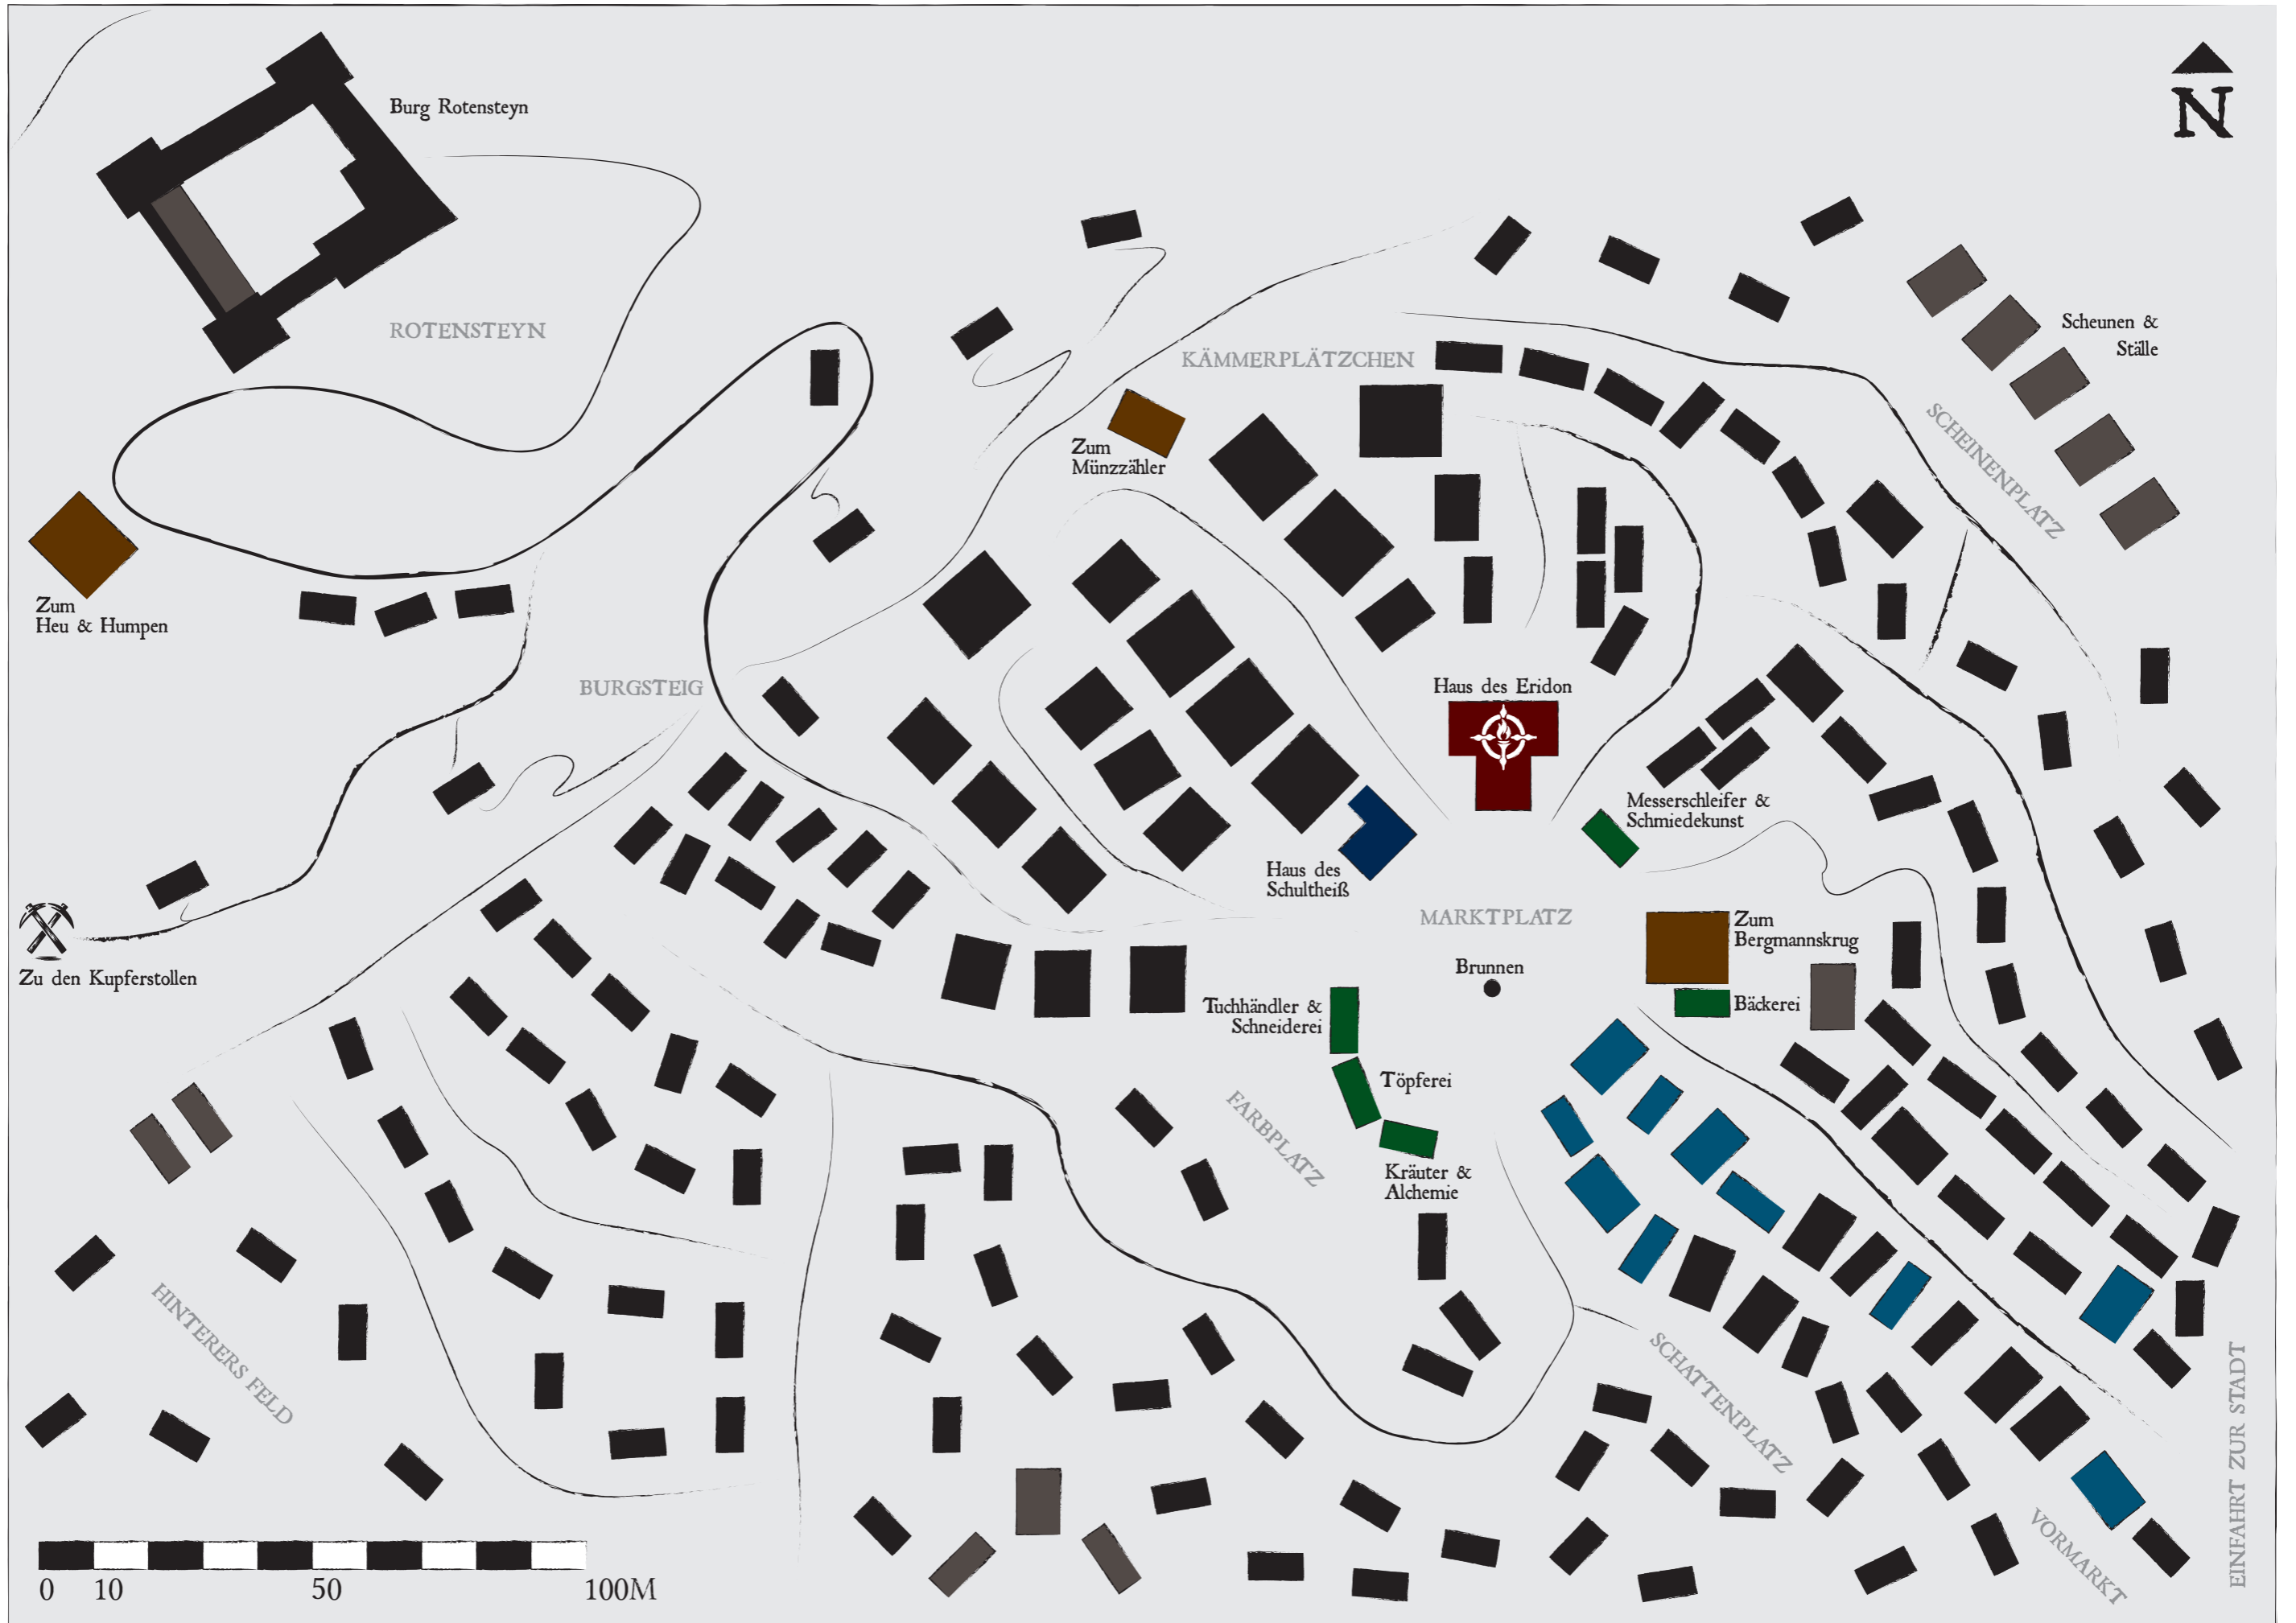 Burg Rotensteyn
N
ROTENSTEYN
Scheunen &
Ställe
KÄMMERPLÄTZCHEN
SCHEINENPLATZ
Zum
Münzzähler
Zum
Heu & Humpen
BURGSTEIG
Haus des Eridon
Messerschleifer &
Schmiedekunst
Haus des
Schultheiß
MARKTPLATZ
Zum
Bergmannskrug
Brunnen
Zu den Kupferstollen
Tuchhändler &
Schneiderei
Bäckerei
Töpferei
FARBPLATZ
Kräuter &
Alchemie
HINTERERS FELD
SCHATTENPLATZ
EINFAHRT ZUR STADT
VORMARKT
0 10 50 100M